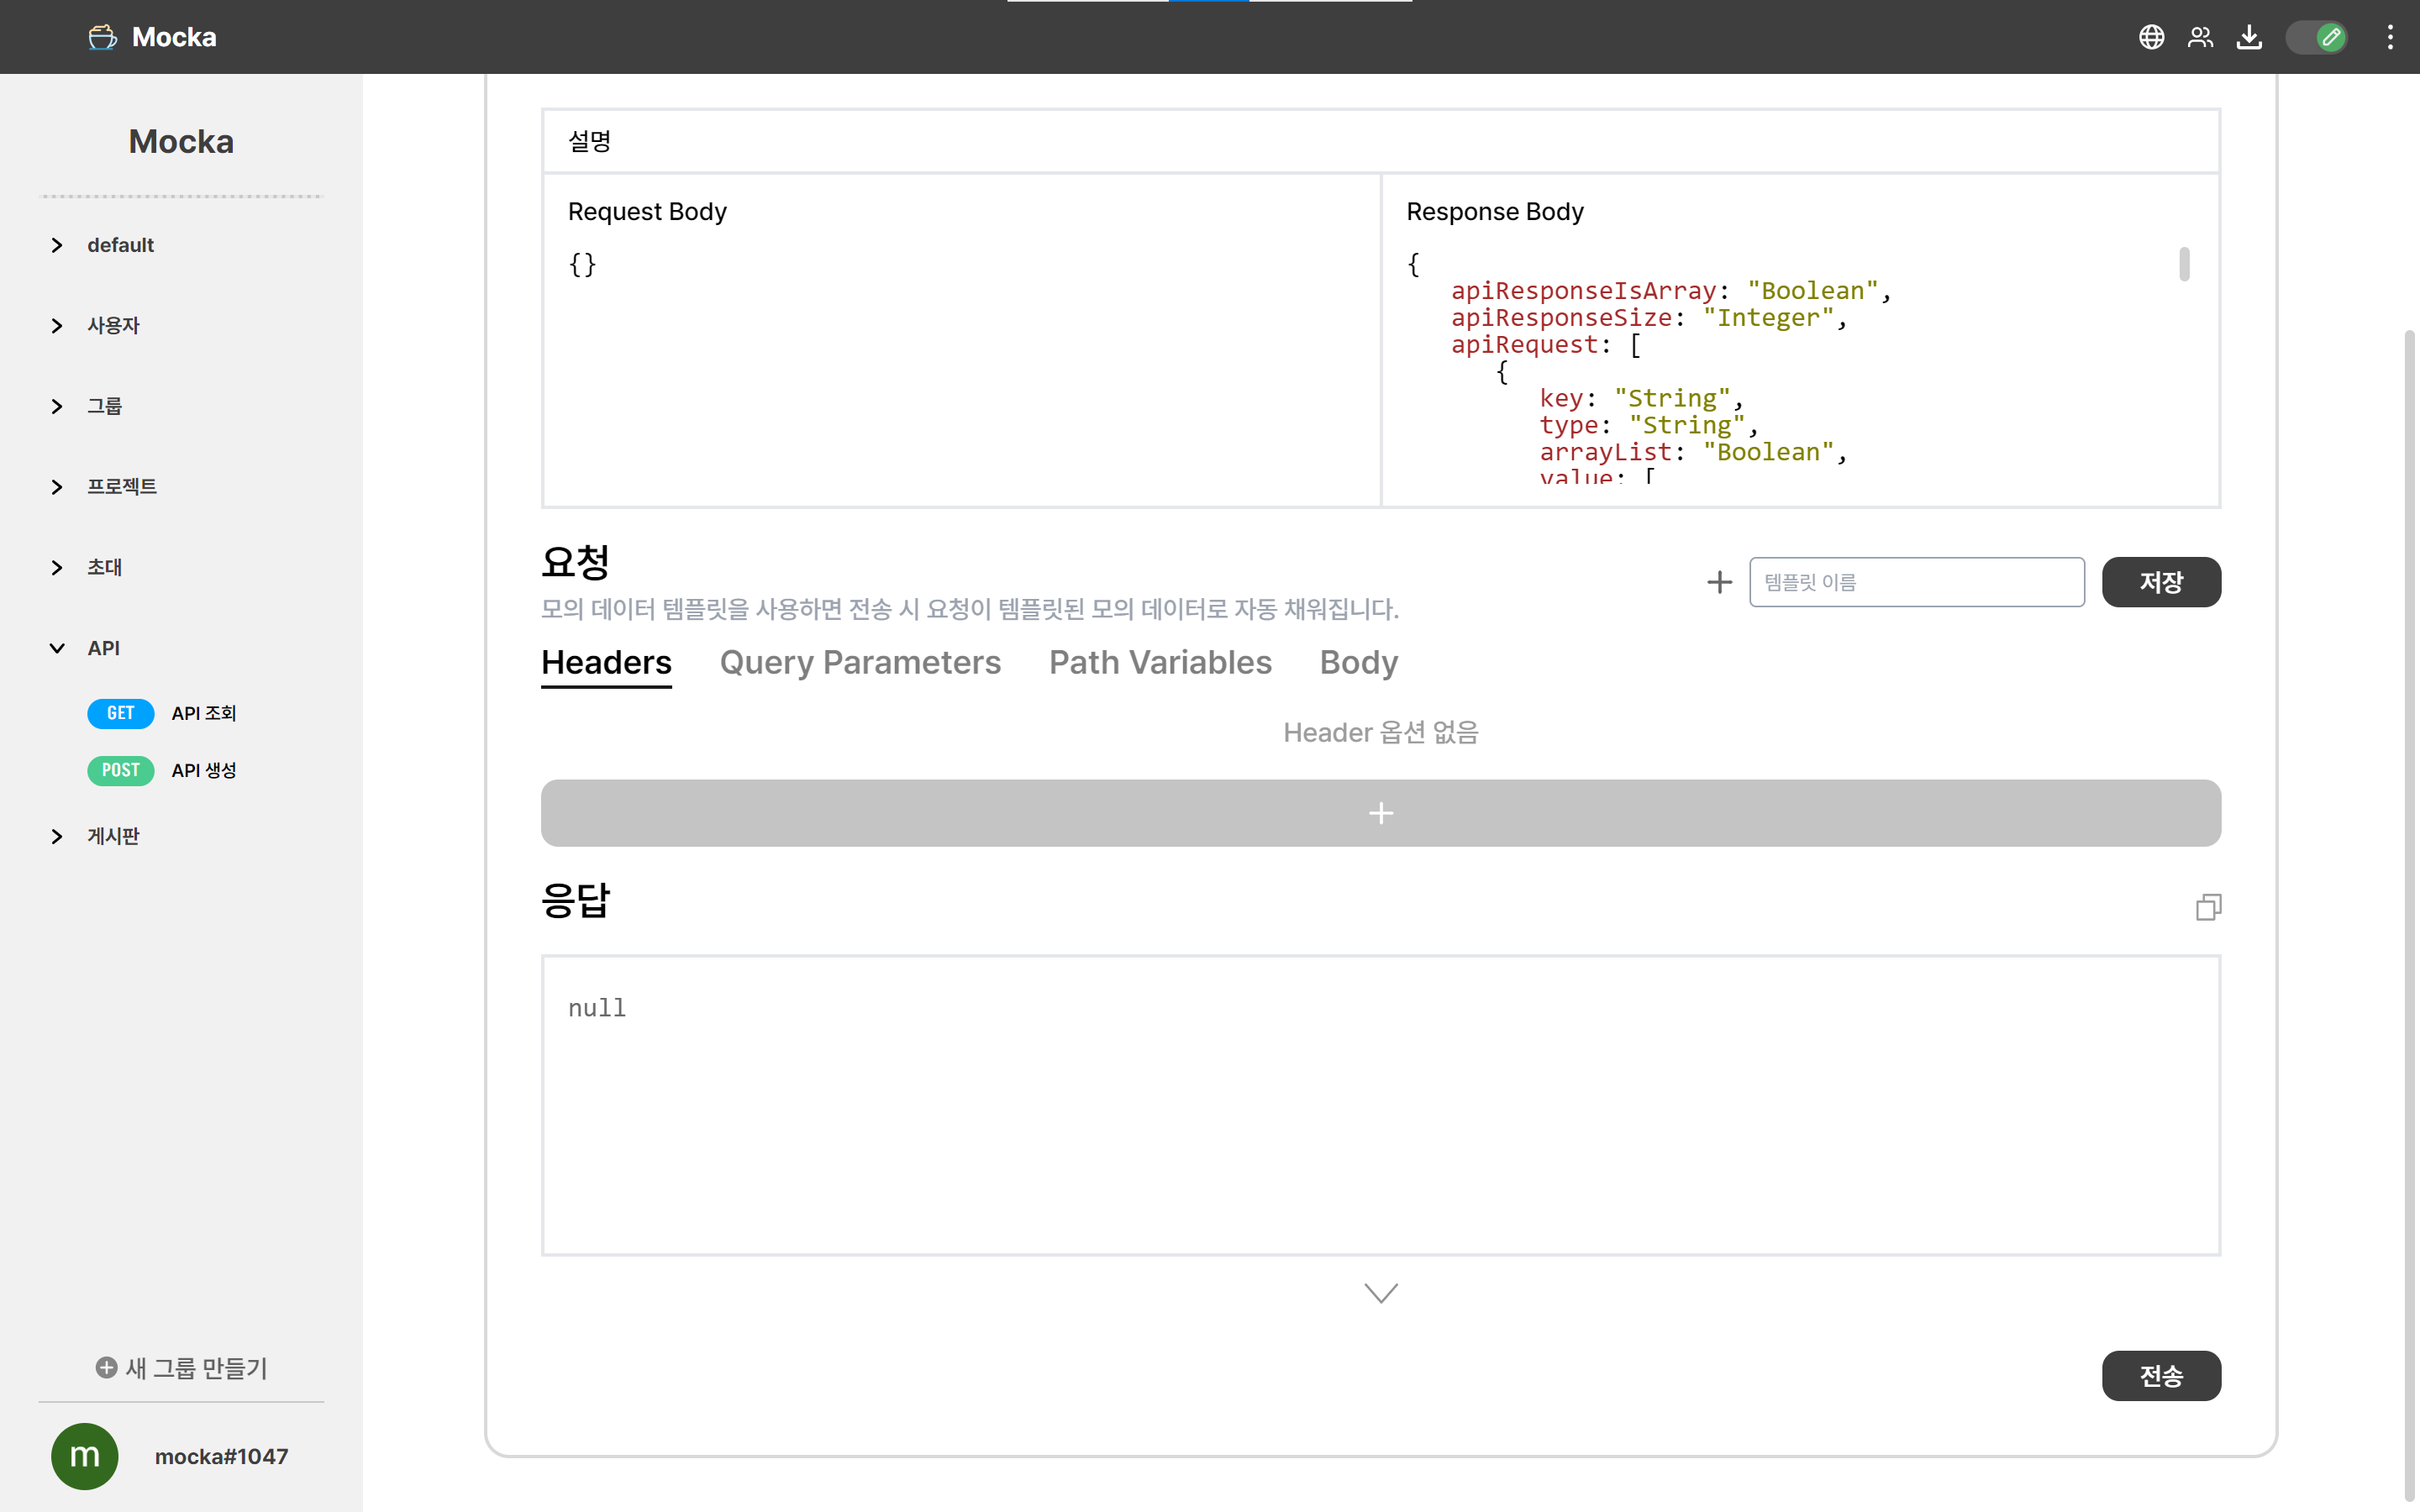 Mocka
Mocka
default
사용자
그룹
프로젝트
초대
API
GET API 조회
POST API 생성
게시판
새 그룹 만들기
m mocka#1047
설명
Request Body
{}
Response Body
{
apiResponseIsArray: "Boolean",
apiResponseSize: "Integer",
apiRequest: [
{
key: "String",
type: "String",
arrayList: "Boolean",
value: [
요청
모의 데이터 템플릿을 사용하면 전송 시 요청이 템플릿된 모의 데이터로 자동 채워집니다.
템플릿 이름
저장
Headers Query Parameters Path Variables Body
Header 옵션 없음
응답
null
전송